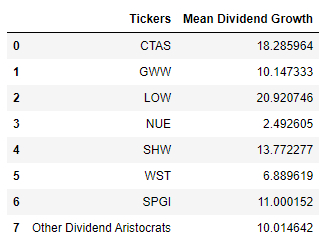 Tickers Mean Dividend Growth
0 CTAS 18.285964
1 GWW 10.147333
2 LOW 20.920746
3 NUE 2.492605
4 SHW 13.772277
5 WST 6.889619
6 SPGI 11.000152
7 Other Dividend Aristocrats 10.014642